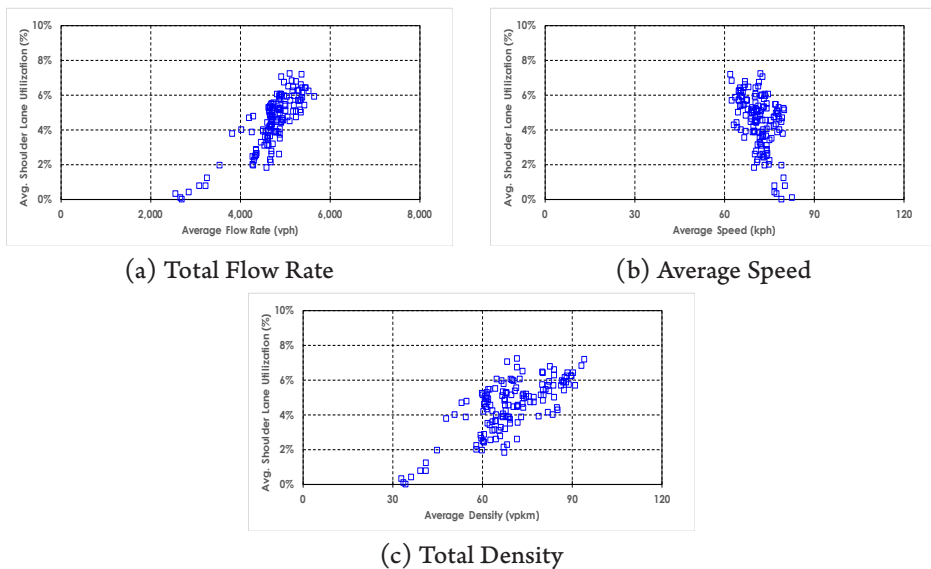 10%
8%
6%
4%
2%
0%
Avg. Shoulder Lane Utilization (%)
0 2,000 4,000 6,000 8,000
Average Flow Rate (vph)
(a) Total Flow Rate
10%
8%
6%
4%
2%
0%
Avg. Shoulder Lane Utilization (%)
0 30 60 90 120
Average Speed (kph)
(b) Average Speed
10%
8%
6%
4%
2%
0%
Avg. Shoulder Lane Utilization (%)
0 30 60 90 120
Average Density (vpkm)
(c) Total Density